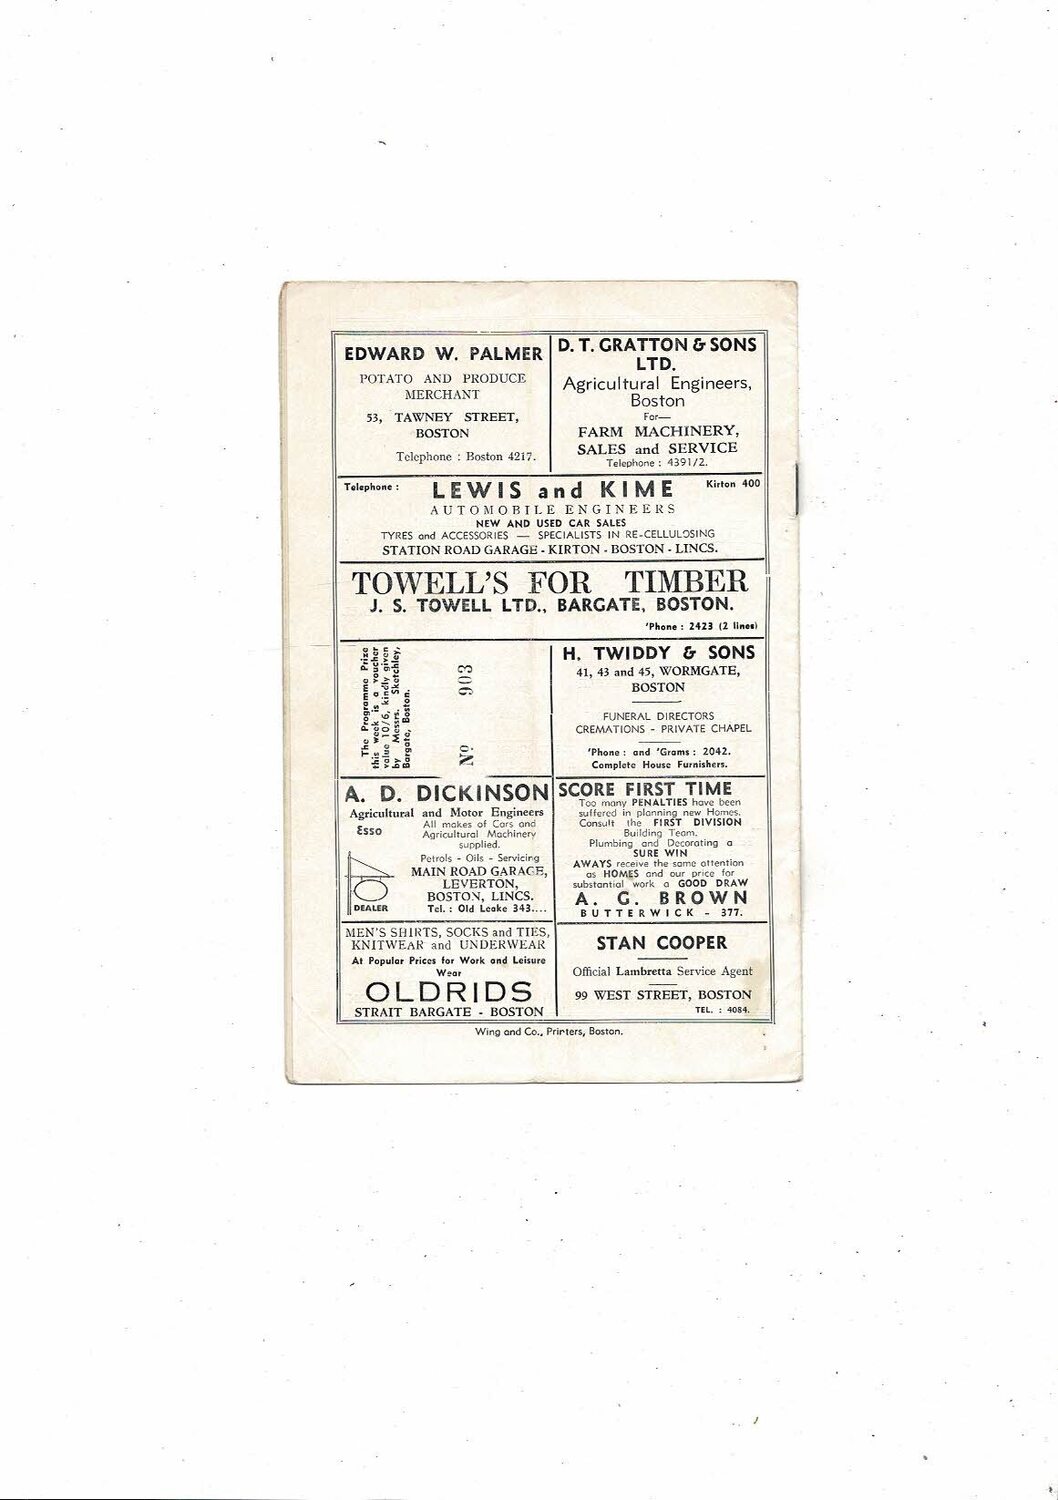 EDWARD W. PALMER
POTATO AND PRODUCE
MERCHANT
53, TAWNEY STREET,
BOSTON
Telephone : Boston 4217.
D. T. GRATTON & SONS
LTD.
Agricultural Engineers,
Boston
For—
FARM MACHINERY,
SALES and SERVICE
Telephone : 4391/2.
Telephone : LEWIS and KIME Kirton 400
AUTOMOBILE ENGINEERS
NEW AND USED CAR SALES
TYRES and ACCESSORIES — SPECIALISTS IN RE-CELLULOSING
STATION ROAD GARAGE - KIRTON - BOSTON - LINCS.
TOWELL'S FOR TIMBER
J. S. TOWELL LTD., BARGATE, BOSTON.
'Phone : 2423 (2 lines)
The Programme Prize
this week is a voucher
value 10/6, kindly given
by Messrs. Sketchley,
Bargate, Boston.
No. 903
H. TWIDDY & SONS
41, 43 and 45, WORMGATE,
BOSTON
FUNERAL DIRECTORS
CREMATIONS - PRIVATE CHAPEL
'Phone : and 'Grams : 2042.
Complete House Furnishers.
A. D. DICKINSON
Agricultural and Motor Engineers
Esso
All makes of Cars and
Agricultural Machinery
supplied.
Petrols - Oils - Servicing
MAIN ROAD GARAGE,
LEVERTON,
BOSTON, LINCS.
DEALER
Tel. : Old Leake 343....
SCORE FIRST TIME
Too many PENALTIES have been
suffered in planning new Homes.
Consult the FIRST DIVISION
Building Team.
Plumbing and Decorating a
SURE WIN
AWAYS receive the same attention
as HOMES and our price for
substantial work a GOOD DRAW
A. G. BROWN
BUTTERWICK - 377.
MEN'S SHIRTS, SOCKS and TIES,
KNITWEAR and UNDERWEAR
At Popular Prices for Work and Leisure
Wear
OLDRIDS
STRAIT BARGATE - BOSTON
STAN COOPER
Official Lambretta Service Agent
99 WEST STREET, BOSTON
TEL. : 4084.
Wing and Co., Printers, Boston.